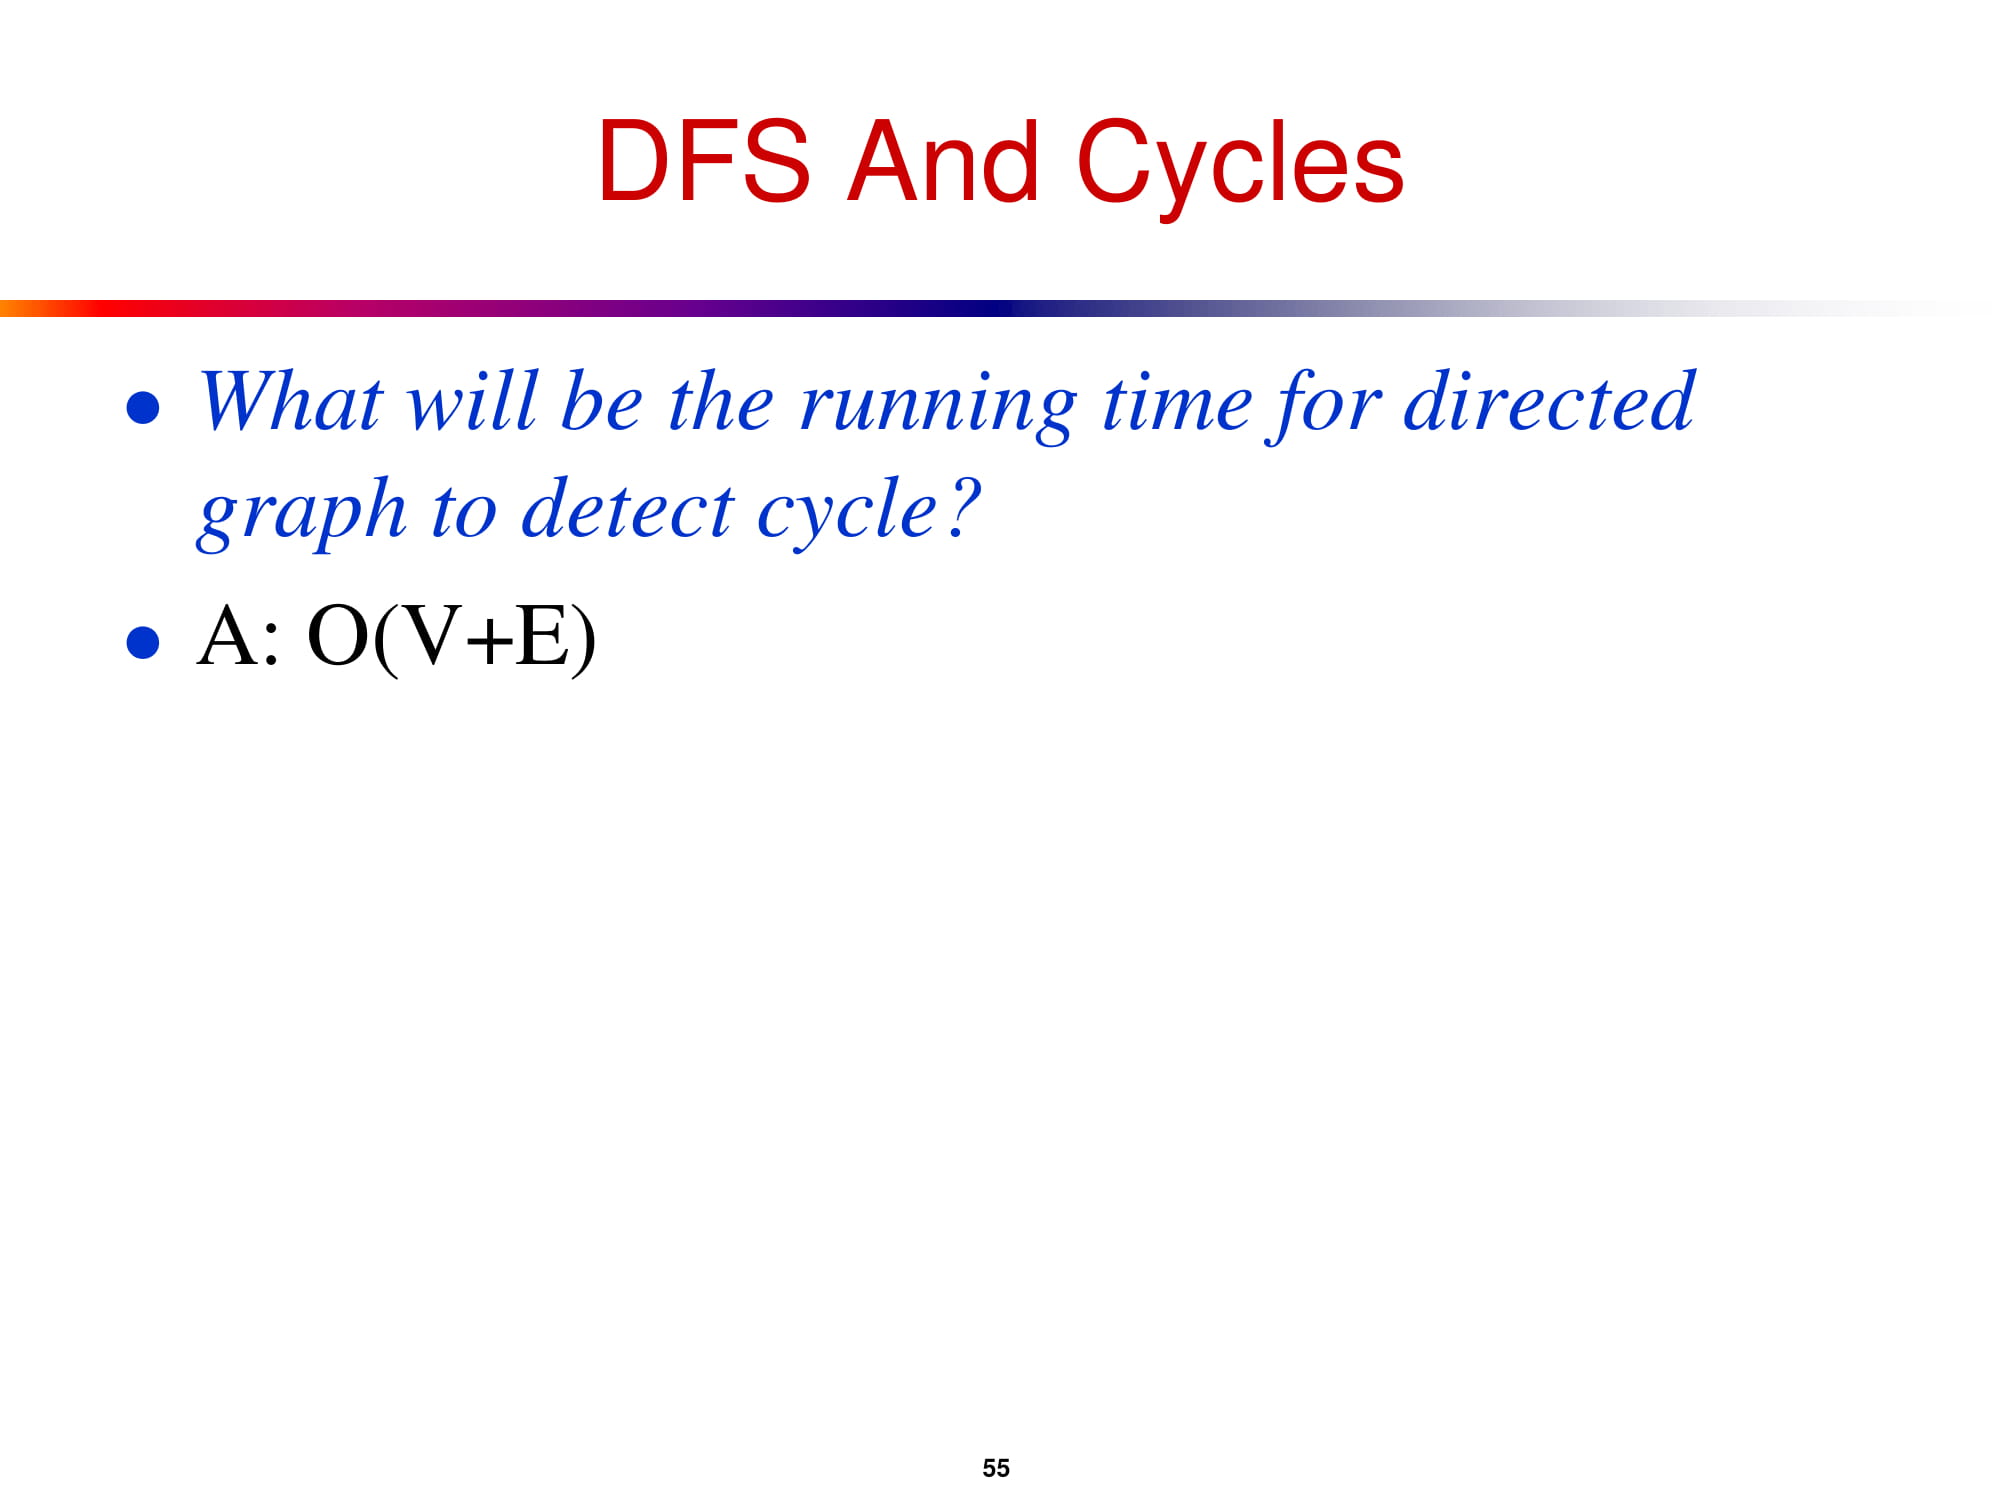 DFS And Cycles
• What will be the running time for directed
graph to detect cycle?
• A: O(V+E)
55